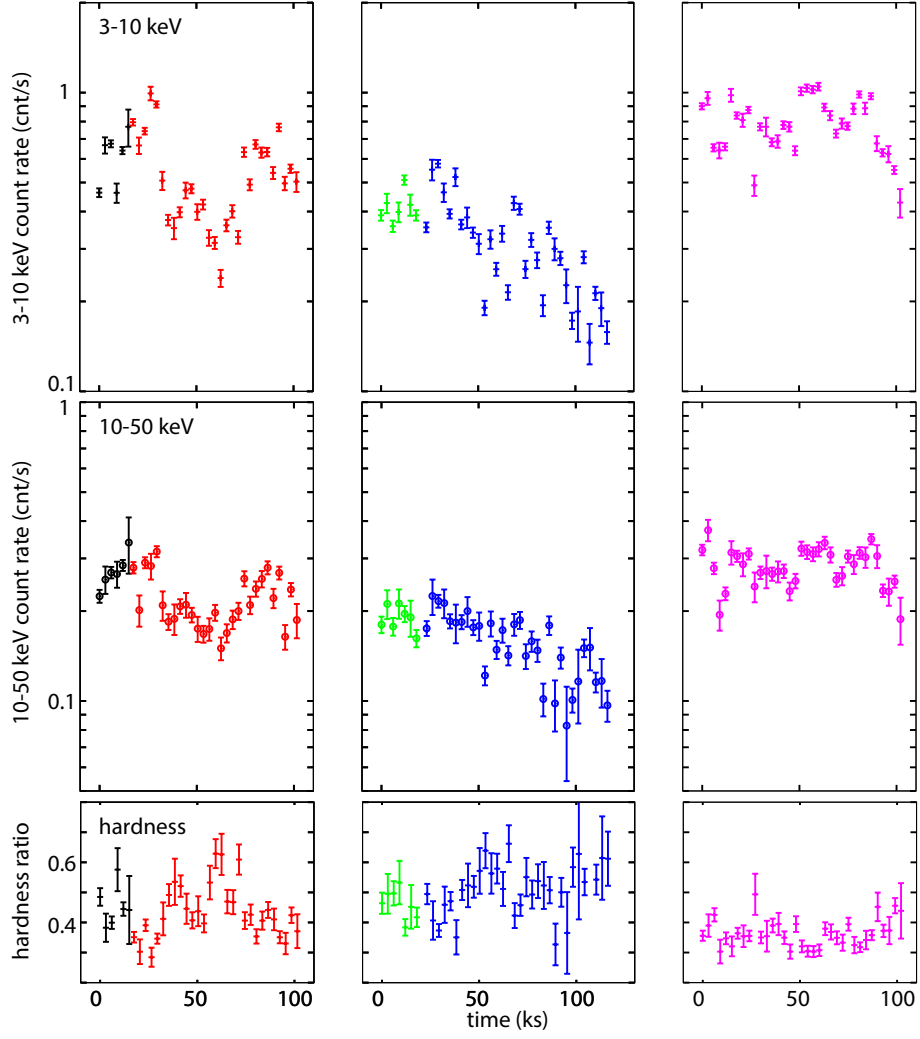 3-10 keV
1
3-10 keV count rate (cnt/s)
0.1
1
10-50 keV
10-50 keV count rate (cnt/s)
0.1
hardness
hardness ratio
0.6
0.4
0 50 100 0 50 100 0 50 100
time (ks)